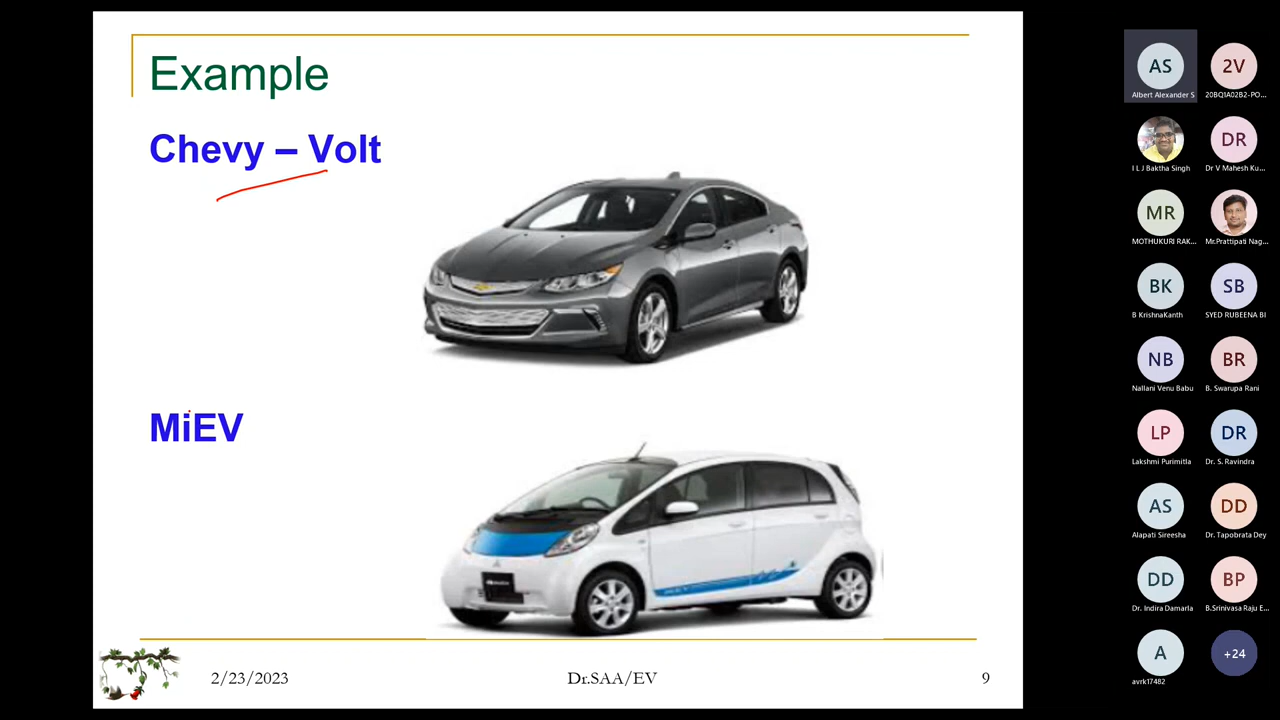 Example
Chevy – Volt
MiEV
2/23/2023
Dr.SAA/EV
9
AS
Albert Alexander S
2V
20BQ1A02B2-PO...
I L J Baktha Singh
DR
Dr V Mahesh Ku...
MR
MOTHUKURI RAK...
Mr.Prattipati Nag...
BK
B KrishnaKanth
SB
SYED RUBEENA BI
NB
Nallani Venu Babu
BR
B. Swarupa Rani
LP
Lakshmi Purimitla
DR
Dr. S. Ravindra
AS
Alapati Sireesha
DD
Dr. Tapobrata Dey
DD
Dr. Indira Damarla
BP
B.Srinivasa Raju E...
A
avrk17482
+24